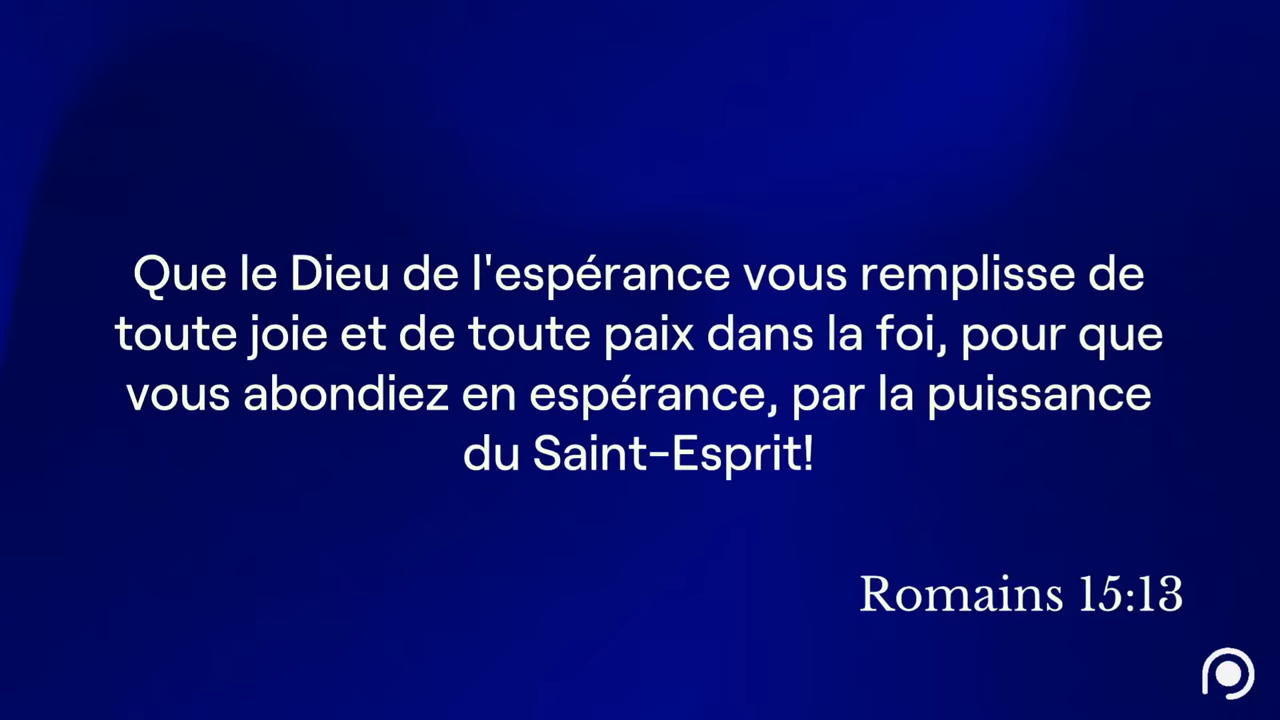 Que le Dieu de l'espérance vous remplisse de
toute joie et de toute paix dans la foi, pour que
vous abondiez en espérance, par la puissance
du Saint-Esprit!
Romains 15:13